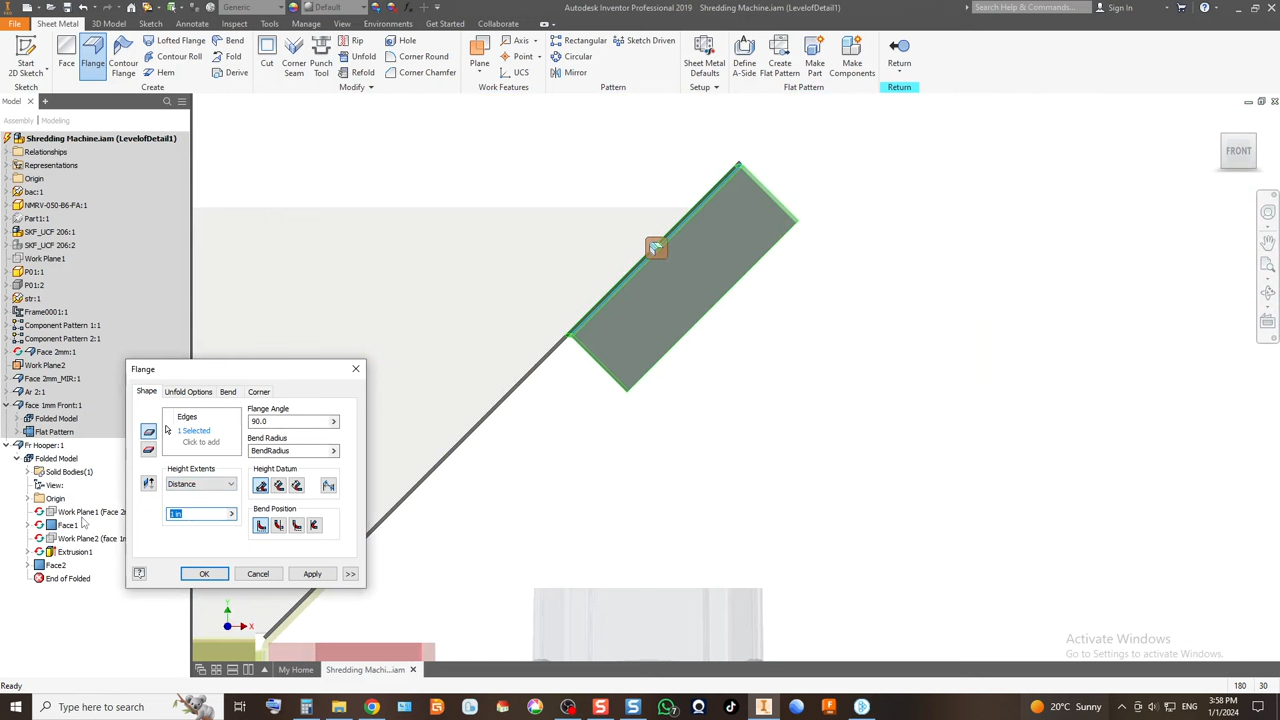 Generic
Default
Autodesk Inventor Professional 2019  Shredding Machine.iam (LevelofDetail1)
Search Help & Commands...
Sign In
File
Sheet Metal
3D Model
Sketch
Annotate
Inspect
Tools
Manage
View
Environments
Get Started
Collaborate
Start
2D Sketch
Face
Flange
Contour
Flange
Lofted Flange
Contour Roll
Hem
Bend
Fold
Derive
Cut
Corner
Seam
Punch
Tool
Rip
Unfold
Refold
Hole
Corner Round
Corner Chamfer
Plane
Axis
Point
UCS
Rectangular
Circular
Mirror
Sketch Driven
Sheet Metal
Defaults
Define
A-Side
Create
Flat Pattern
Make
Part
Make
Components
Return
Sketch
Create
Modify
Work Features
Pattern
Setup
Flat Pattern
Return
Model
Assembly
Modeling
Shredding Machine.iam (LevelofDetail1)
Relationships
Representations
Origin
bac:1
NMRV-050-B6-FA:1
Part1:1
SKF_UCF 206:1
SKF_UCF 206:2
Work Plane1
P01:1
P01:2
str:1
Frame0001:1
Component Pattern 1:1
Component Pattern 2:1
Face 2mm:1
Work Plane2
Face 2mm_MIR:1
Ar 2:1
face 1mm Front:1
Folded Model
Flat Pattern
Fr Hooper:1
Folded Model
Solid Bodies(1)
View:
Origin
Work Plane1 (Face 2
Face1
Work Plane2 (face 1m
Extrusion1
Face2
End of Folded
FRONT
Flange
Shape
Unfold Options
Bend
Corner
Edges
1 Selected
Click to add
Flange Angle
90.0
Bend Radius
BendRadius
Height Extents
Distance
1 in
Height Datum
Bend Position
OK
Cancel
Apply
>>
Y
X
My Home
Shredding Machi...iam
Activate Windows
Go to Settings to activate Windows.
Ready
180
30
Type here to search
7
20°C Sunny
3:58 PM
1/1/2024